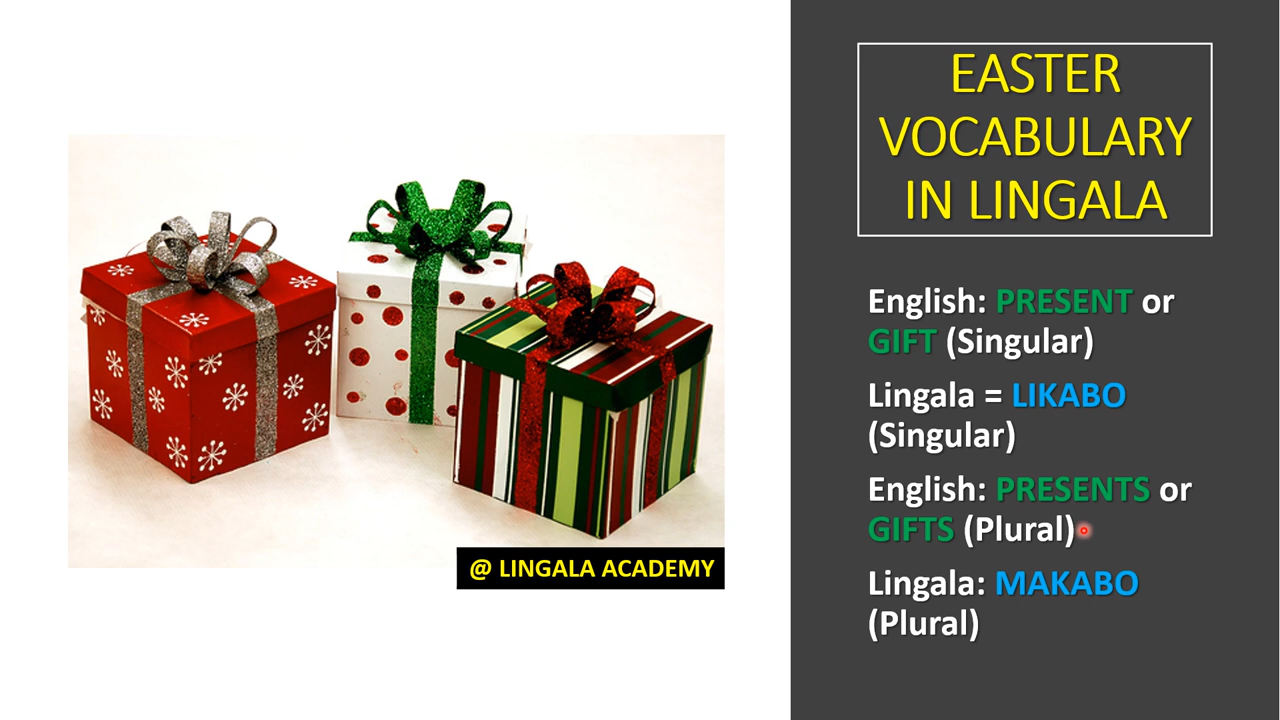 EASTER
VOCABULARY
IN LINGALA
English: PRESENT or
GIFT (Singular)
Lingala = LIKABO
(Singular)
English: PRESENTS or
GIFTS (Plural)
Lingala: MAKABO
(Plural)
@ LINGALA ACADEMY